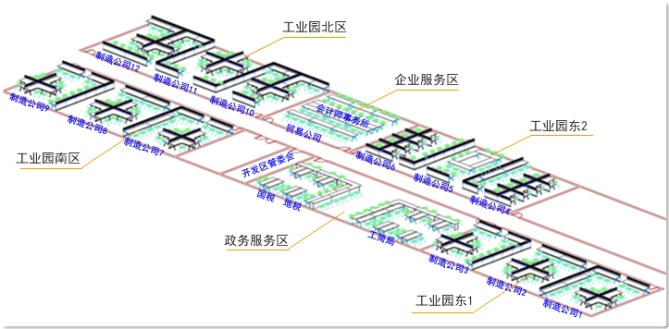 工业园北区
制造公司12
制造公司11
制造公司10
企业服务区
会计师事务所
贸易公司
制造公司9
制造公司8
制造公司7
工业园南区
工业园东2
制造公司6
制造公司5
制造公司4
开发区管委会
国税
地税
政务服务区
工商局
制造公司3
制造公司2
制造公司1
工业园东1